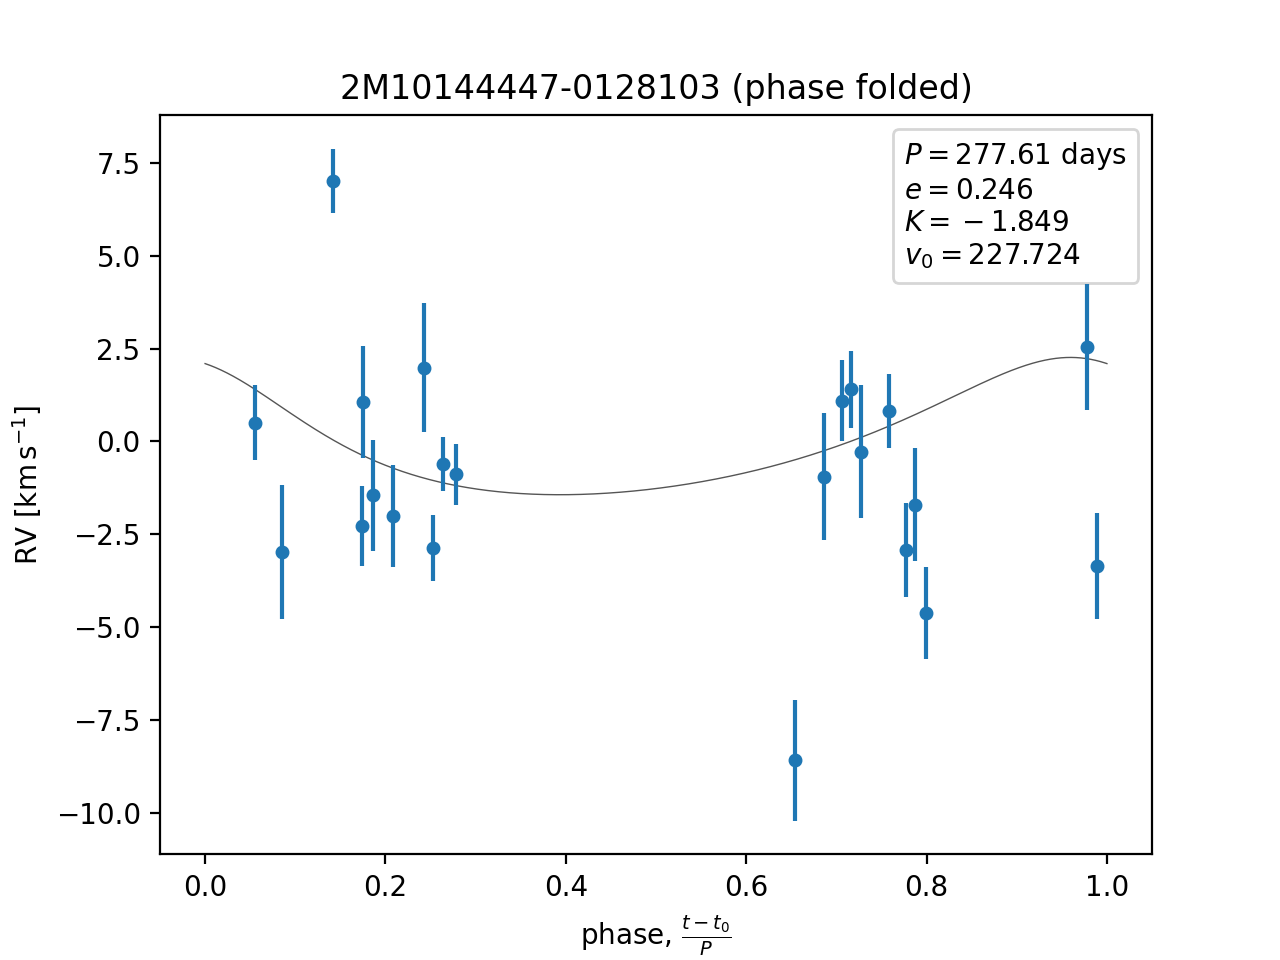 2M10144447-0128103 (phase folded)
P = 277.61 days
e = 0.246
K = −1.849
v₀ = 227.724
7.5
5.0
2.5
0.0
−2.5
−5.0
−7.5
−10.0
RV [km s⁻¹]
0.0 0.2 0.4 0.6 0.8 1.0
phase, (t − t₀)/P